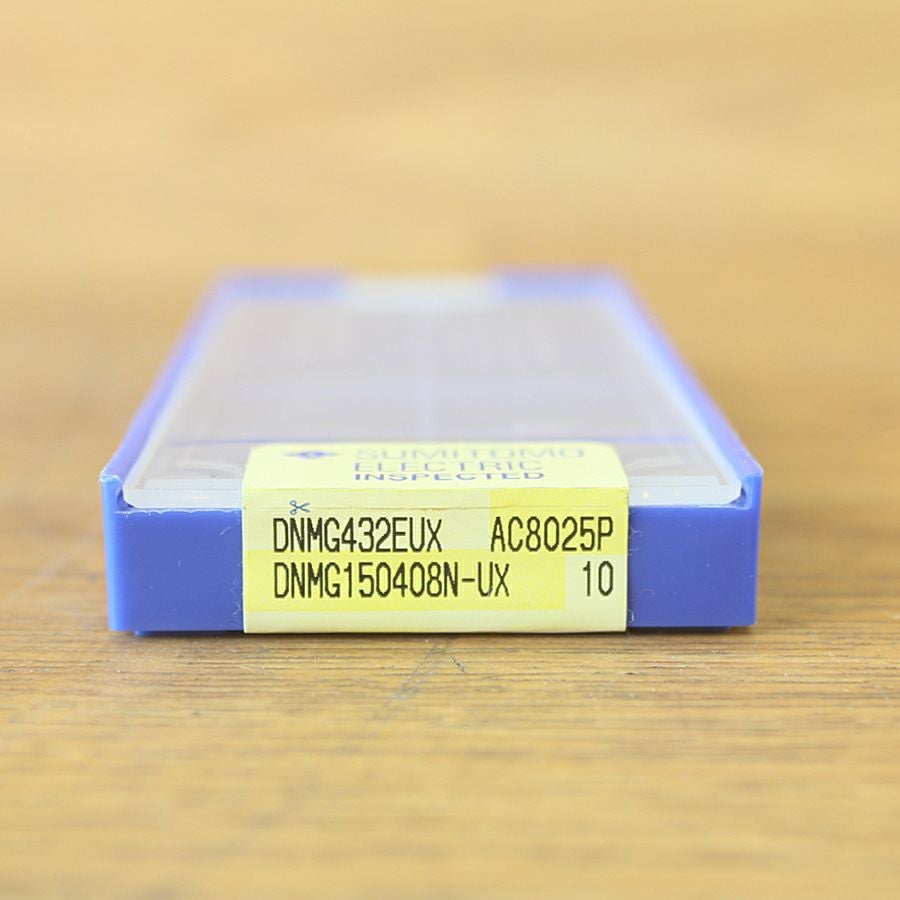 SUMITOMO
ELECTRIC
INSPECTED
DNMG432EUX AC8025P
DNMG150408N-UX 10